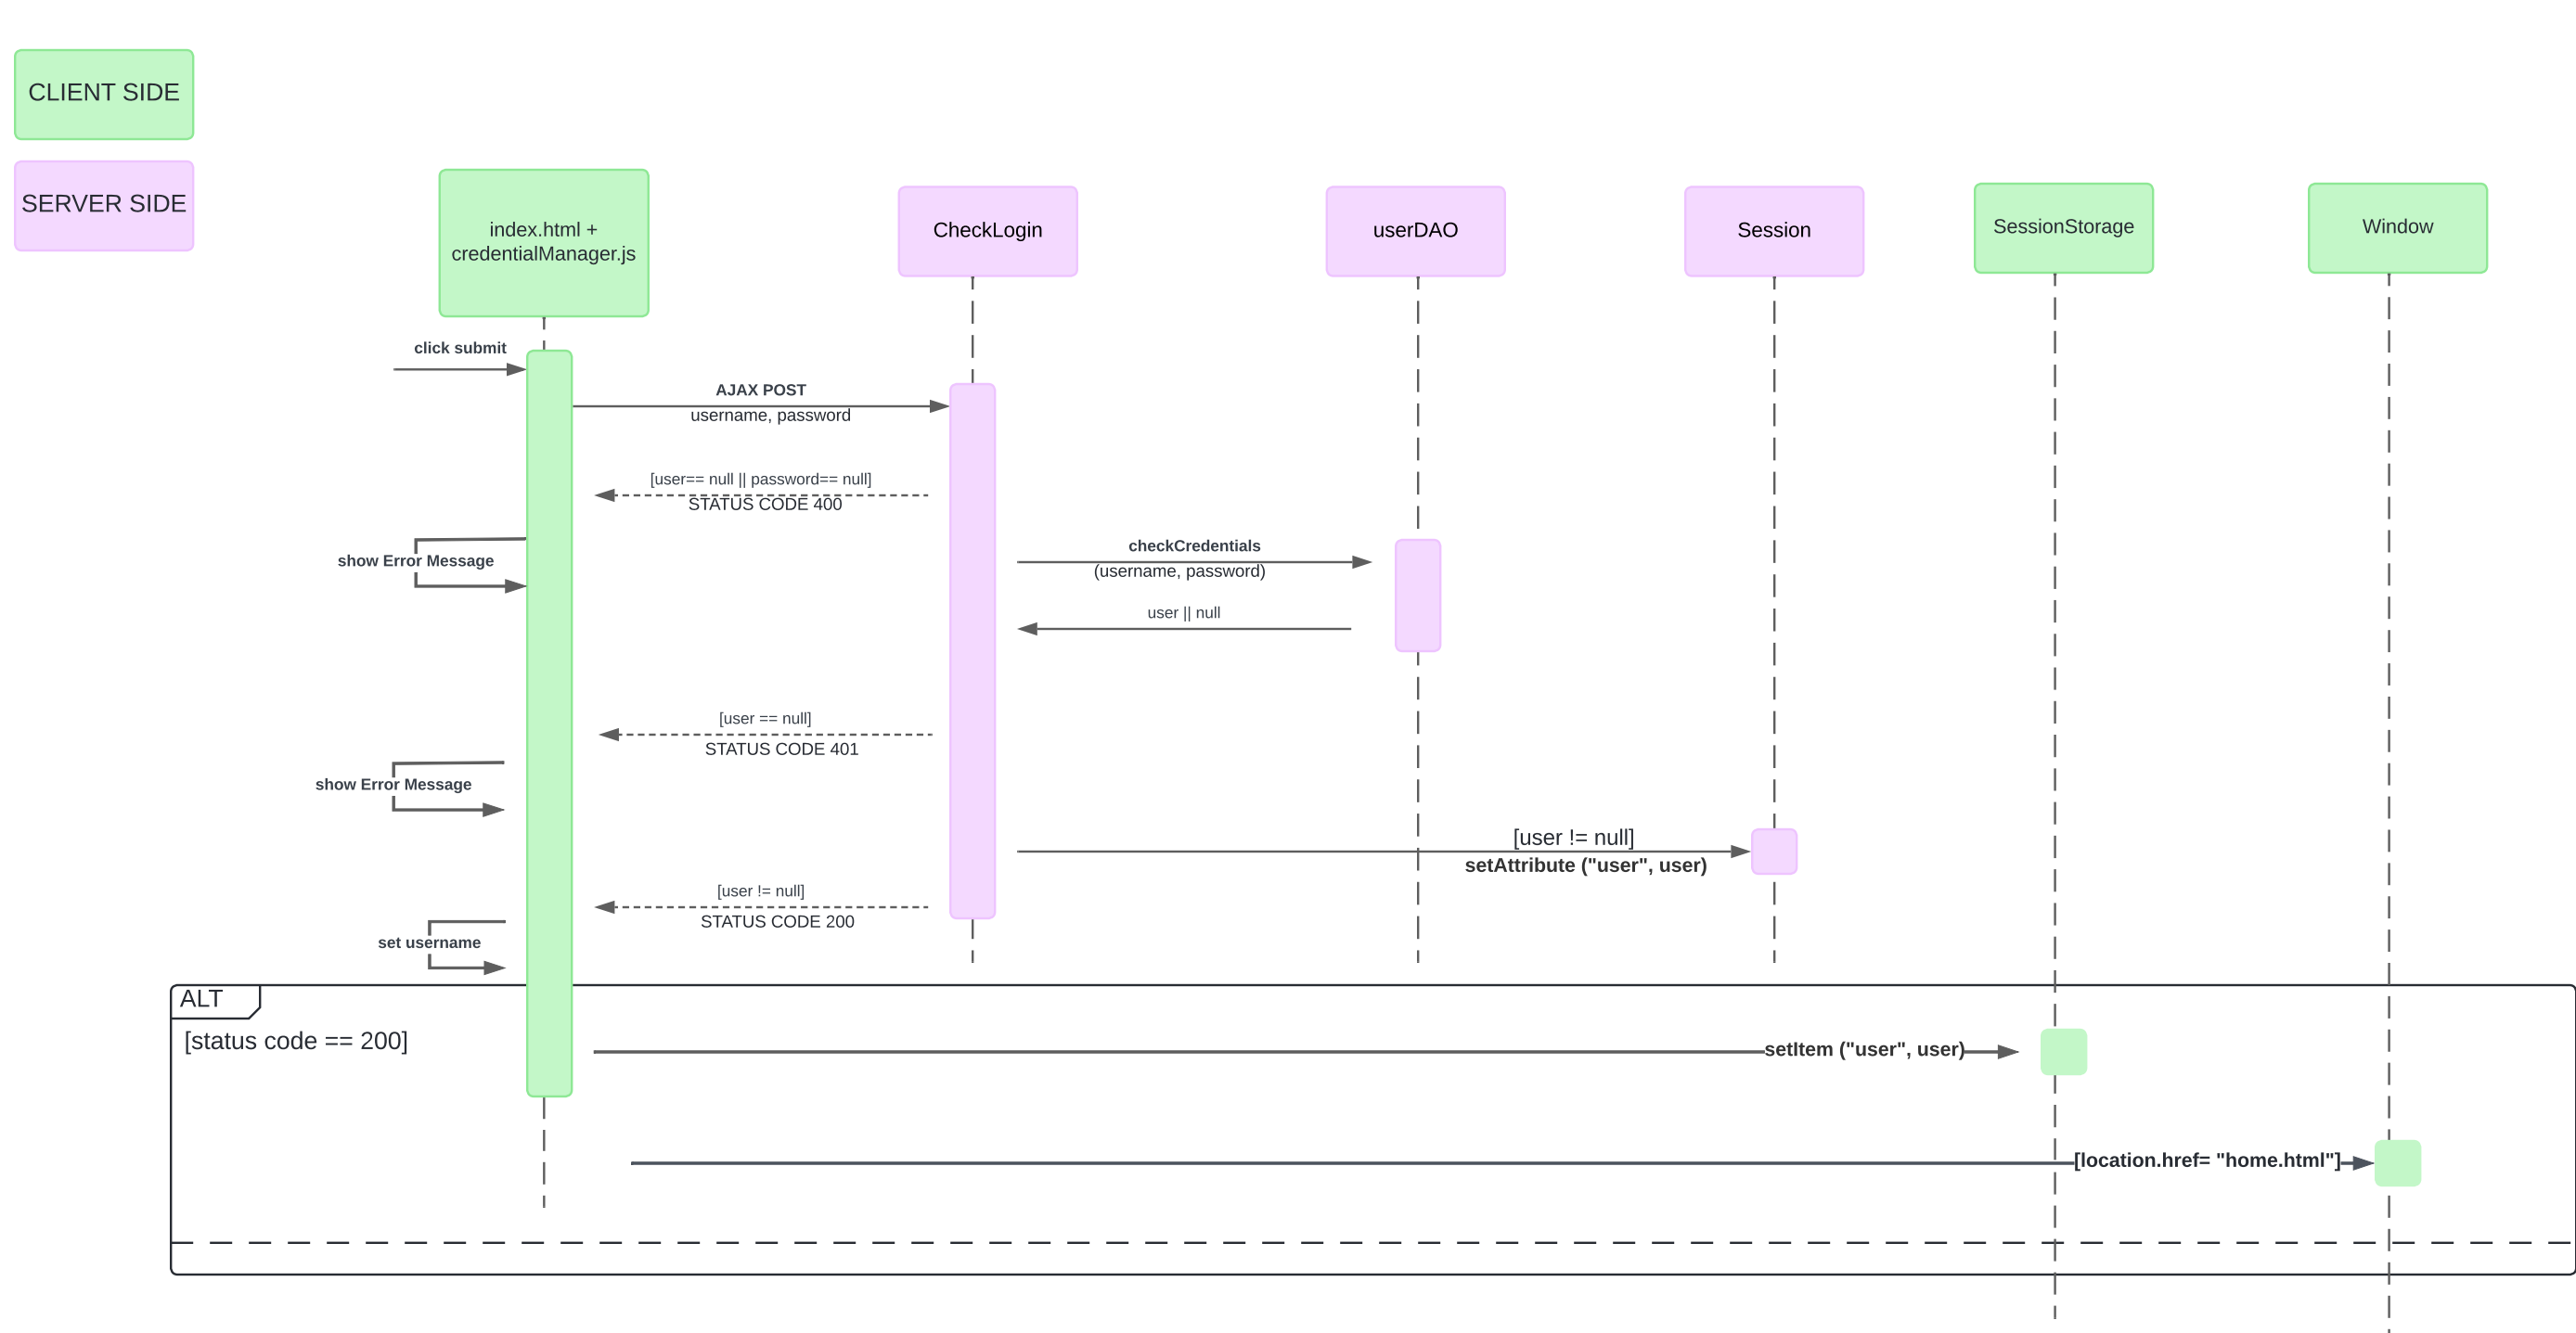 CLIENT SIDE
SERVER SIDE
index.html +
credentialManager.js
CheckLogin
userDAO
Session
SessionStorage
Window
click submit
AJAX POST
username, password
[user== null || password== null]
STATUS CODE 400
show Error Message
checkCredentials
(username, password)
user || null
[user == null]
STATUS CODE 401
show Error Message
[user != null]
setAttribute ("user", user)
[user != null]
STATUS CODE 200
set username
ALT
[status code == 200]
setItem ("user", user)
[location.href= "home.html"]